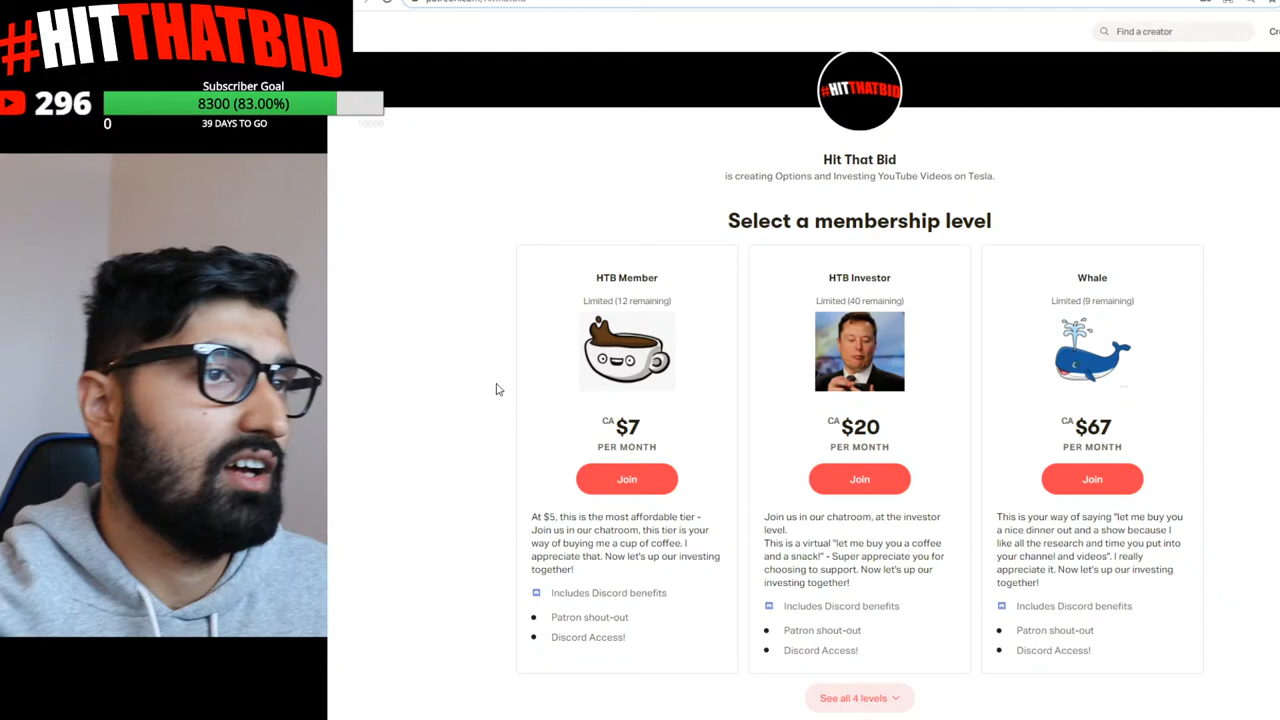 #HITTHATBID
Subscriber Goal
296
8300 (83.00%)
0
39 DAYS TO GO
10000
Find a creator
#HITTHATBID
Hit That Bid
is creating Options and Investing YouTube Videos on Tesla.
Select a membership level
HTB Member
Limited (12 remaining)
CA $7
PER MONTH
Join
At $5, this is the most affordable tier -
Join us in our chatroom, this tier is your
way of buying me a cup of coffee. I
appreciate that. Now let's up our investing
together!
Includes Discord benefits
Patron shout-out
Discord Access!
HTB Investor
Limited (40 remaining)
CA $20
PER MONTH
Join
Join us in our chatroom, at the investor
level.
This is a virtual "let me buy you a coffee
and a snack!" - Super appreciate you for
choosing to support. Now let's up our
investing together!
Includes Discord benefits
Patron shout-out
Discord Access!
Whale
Limited (9 remaining)
CA $67
PER MONTH
Join
This is your way of saying "let me buy you
a nice dinner out and a show because I
like all the research and time you put into
your channel and videos". I really
appreciate it. Now let's up our investing
together!
Includes Discord benefits
Patron shout-out
Discord Access!
See all 4 levels